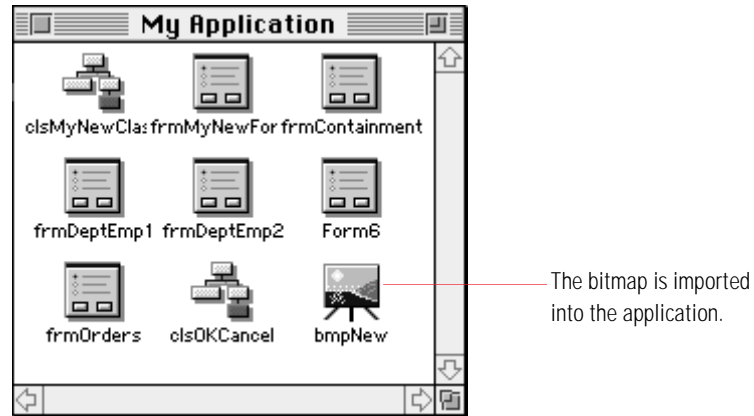 My Application
clsMyNewClas frmMyNewFor frmContainment
frmDeptEmp1 frmDeptEmp2 Form6
frmOrders clsOKCancel bmpNew
The bitmap is imported
into the application.